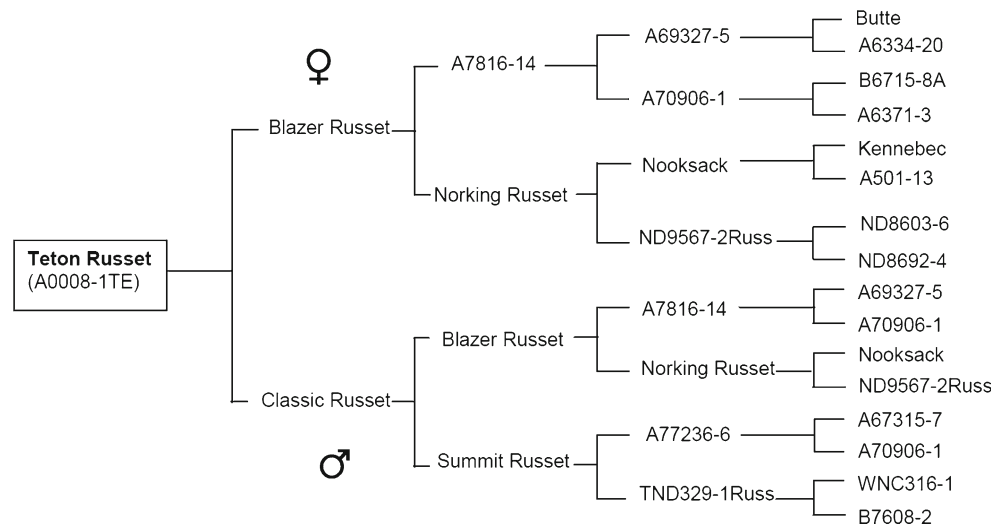 Butte
A69327-5
A6334-20
A7816-14
B6715-8A
A70906-1
A6371-3
Blazer Russet
Kennebec
Nooksack
A501-13
Norking Russet
ND8603-6
ND9567-2Russ
ND8692-4
Teton Russet
(A0008-1TE)
A69327-5
A7816-14
A70906-1
Blazer Russet
Nooksack
Norking Russet
ND9567-2Russ
Classic Russet
A67315-7
A77236-6
A70906-1
Summit Russet
WNC316-1
TND329-1Russ
B7608-2